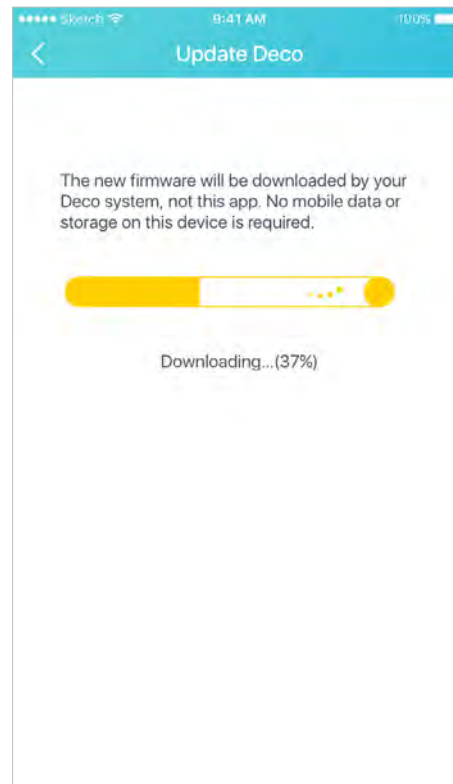 Sketch 9:41 AM 100%
Update Deco
The new firmware will be downloaded by your
Deco system, not this app. No mobile data or
storage on this device is required.
Downloading...(37%)